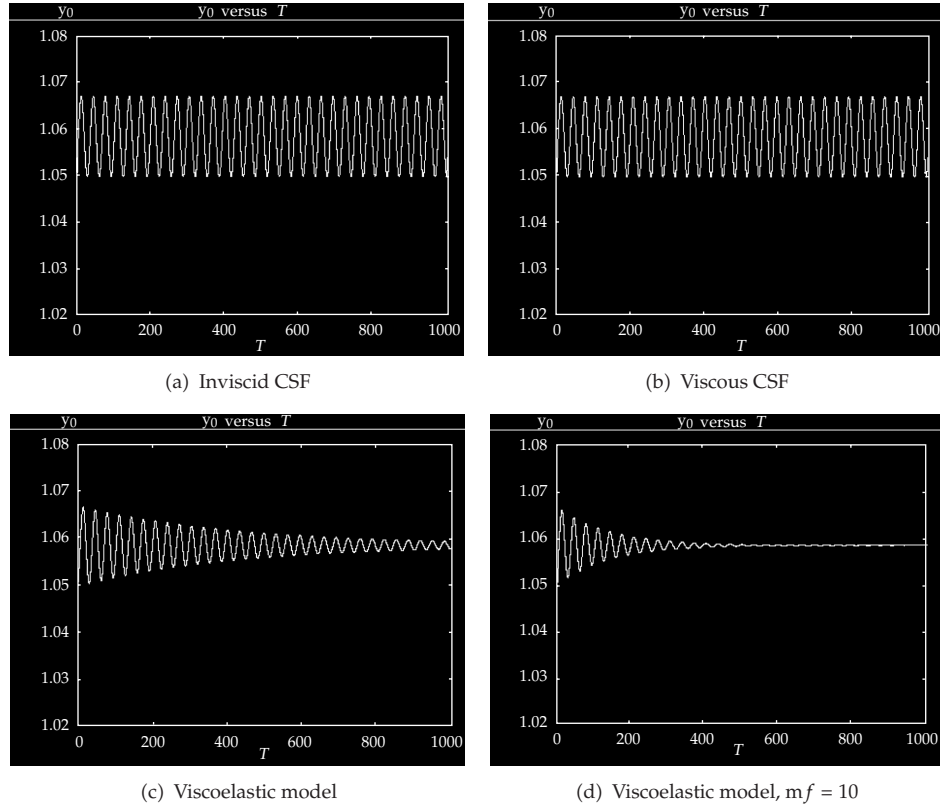 y0 y0 versus T
1.08
1.07
1.06
1.05
1.04
1.03
1.02
0 200 400 600 800 1000
T
(a) Inviscid CSF
y0 y0 versus T
1.08
1.07
1.06
1.05
1.04
1.03
1.02
0 200 400 600 800 1000
T
(b) Viscous CSF
y0 y0 versus T
1.08
1.07
1.06
1.05
1.04
1.03
1.02
0 200 400 600 800 1000
T
(c) Viscoelastic model
y0 y0 versus T
1.08
1.07
1.06
1.05
1.04
1.03
1.02
0 200 400 600 800 1000
T
(d) Viscoelastic model, mf = 10